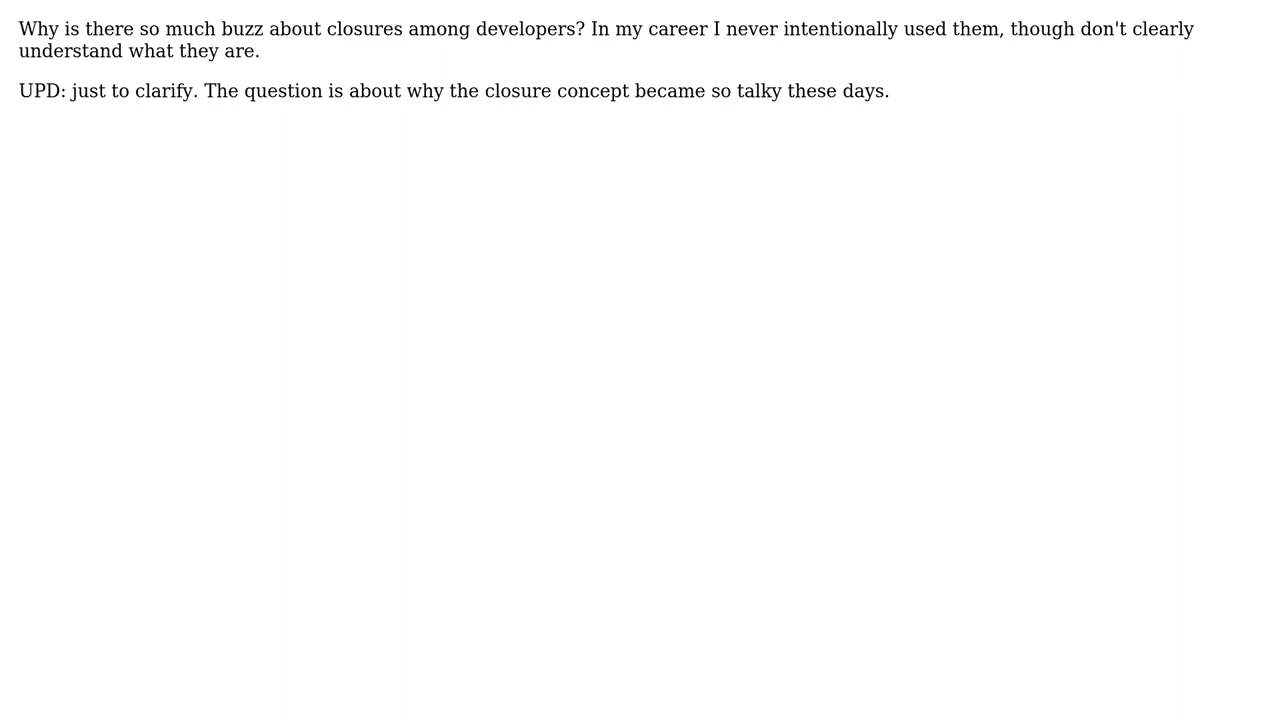 Why is there so much buzz about closures among developers? In my career I never intentionally used them, though don't clearly
understand what they are.
UPD: just to clarify. The question is about why the closure concept became so talky these days.